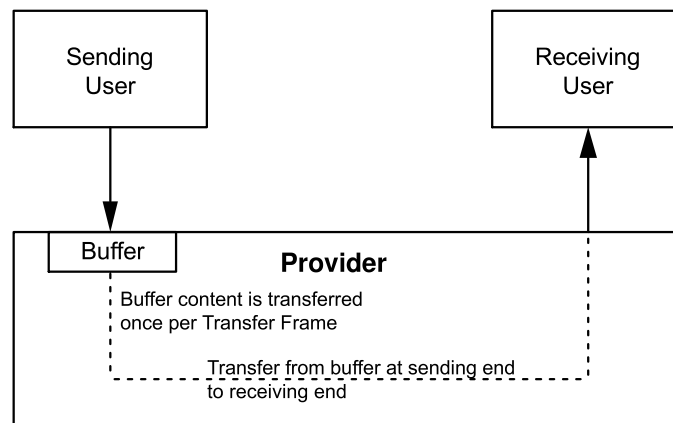 Sending
User
Receiving
User
Buffer
Provider
Buffer content is transferred
once per Transfer Frame
Transfer from buffer at sending end
to receiving end